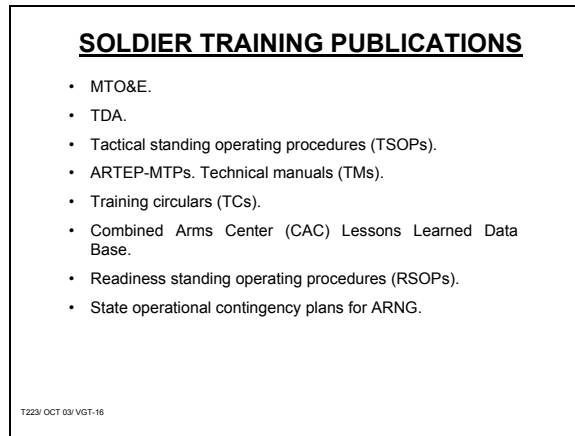 SOLDIER TRAINING PUBLICATIONS
• MTO&E.
• TDA.
• Tactical standing operating procedures (TSOPs).
• ARTEP-MTPs. Technical manuals (TMs).
• Training circulars (TCs).
• Combined Arms Center (CAC) Lessons Learned Data
Base.
• Readiness standing operating procedures (RSOPs).
• State operational contingency plans for ARNG.
T223/ OCT 03/ VGT-16